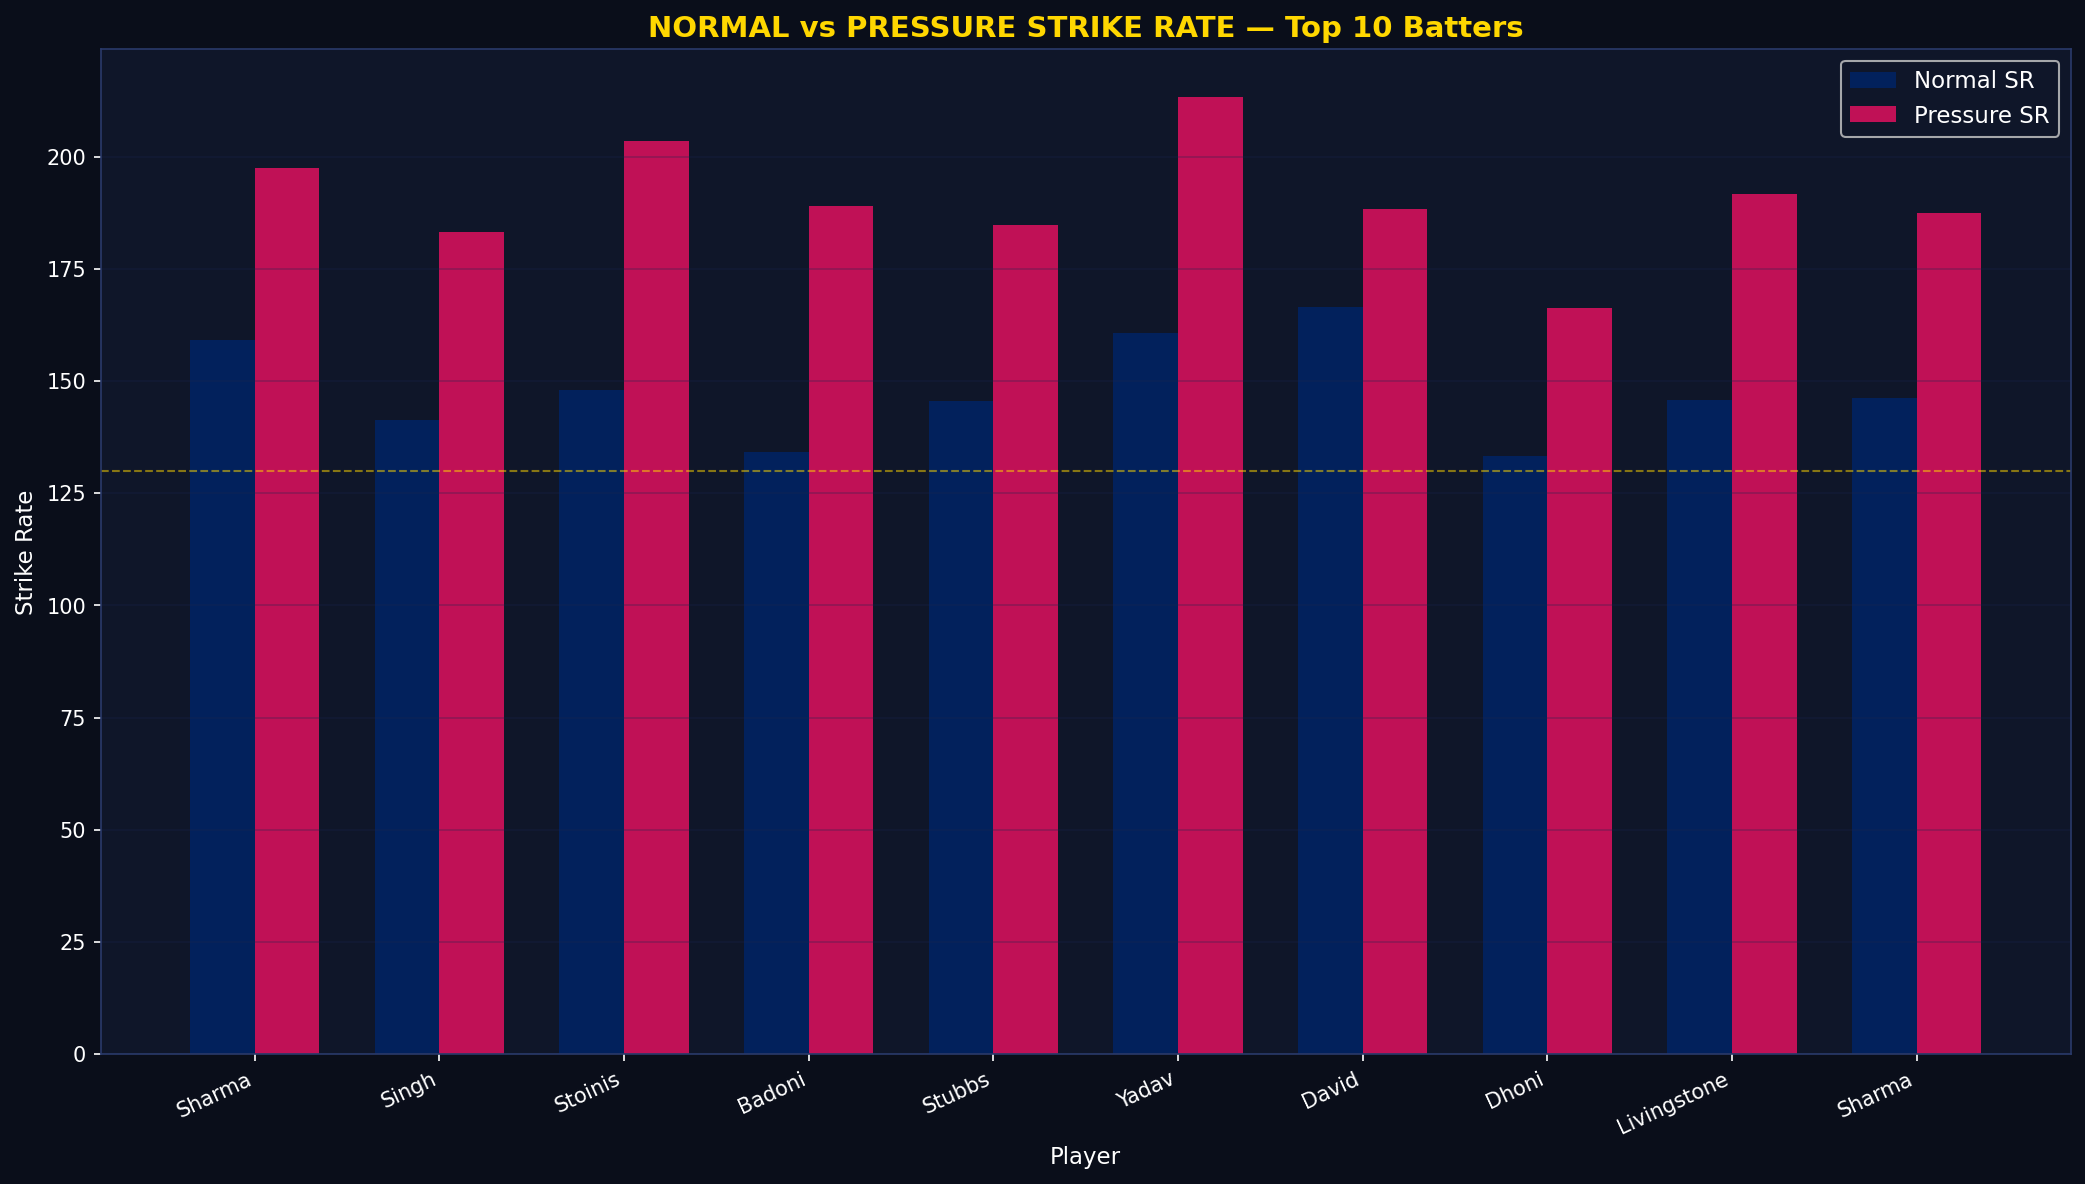 NORMAL vs PRESSURE STRIKE RATE — Top 10 Batters
Normal SR
Pressure SR
200
175
150
125
100
75
50
25
0
Strike Rate
Sharma
Singh
Stoinis
Badoni
Stubbs
Yadav
David
Dhoni
Livingstone
Sharma
Player